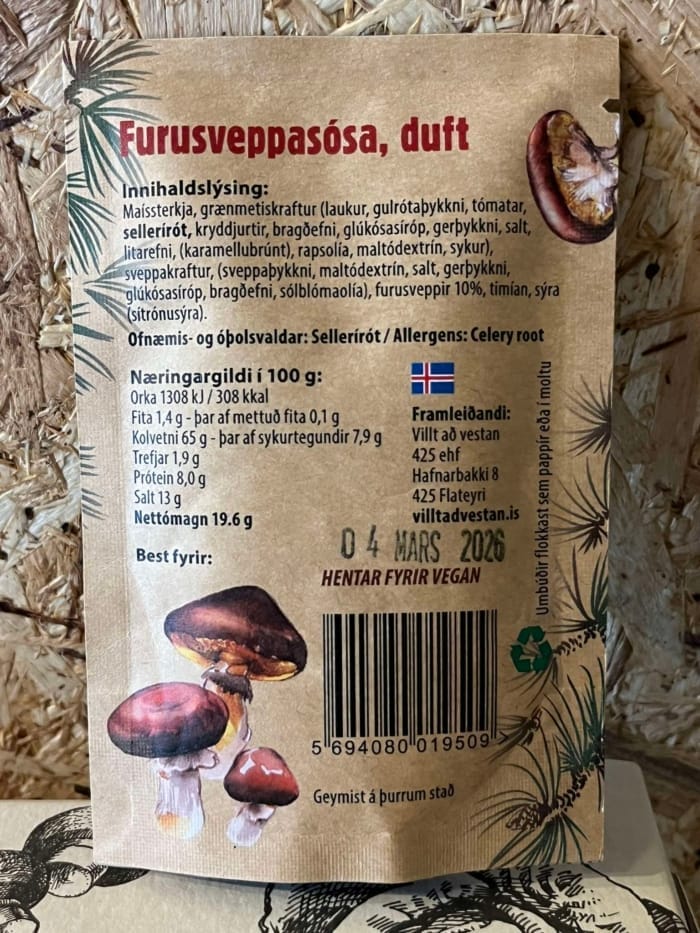 Furusveppasósa, duft
Innihaldslýsing:
Maíssterkja, grænmetiskraftur (laukur, gulrótaþykkni, tómatar,
sellerírót, kryddjurtir, bragðefni, glúkósasíróp, gerþykkni, salt,
litarefni, (karamellubrúnt), rapsolía, maltódextrín, sykur),
sveppakraftur, (sveppaþykkni, maltódextrín, salt, gerþykkni,
glúkósasíróp, bragðefni, sólblómaolía), furusveppir 10%, timían, sýra
(sítrónusýra).
Ofnæmis- og óþolsvaldar: Sellerírót / Allergens: Celery root
Næringargildi í 100 g:
Orka 1308 kJ / 308 kkal
Fita 1,4 g - þar af mettuð fita 0,1 g
Kolvetni 65 g - þar af sykurtegundir 7,9 g
Trefjar 1,9 g
Prótein 8,0 g
Salt 13 g
Nettómagn 19.6 g
Framleiðandi:
Villt að vestan
425 ehf
Hafnarbakki 8
425 Flateyri
villtadvestan.is
Best fyrir:
04 MARS 2026
HENTAR FYRIR VEGAN
Umbúðir flokkast sem pappír eða í moltu
5 694080 019509
Geymist á þurrum stað